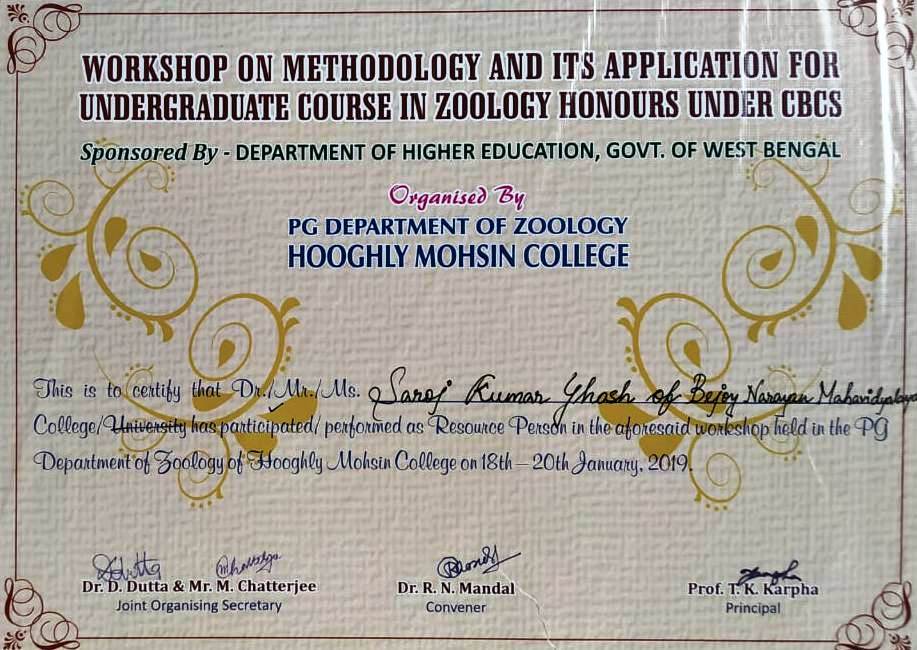 WORKSHOP ON METHODOLOGY AND ITS APPLICATION FOR
UNDERGRADUATE COURSE IN ZOOLOGY HONOURS UNDER CBCS
Sponsored By - DEPARTMENT OF HIGHER EDUCATION, GOVT. OF WEST BENGAL
Organised By
PG DEPARTMENT OF ZOOLOGY
HOOGHLY MOHSIN COLLEGE
This is to certify that Dr./Mr./Ms. Saroj Kumar Ghosh of Bejoy Narayan Mahavidyalaya
College/University has participated/ performed as Resource Person in the aforesaid workshop held in the PG
Department of Zoology of Hooghly Mohsin College on 18th - 20th January, 2019.
Dr. D. Dutta & Mr. M. Chatterjee
Joint Organising Secretary
Dr. R. N. Mandal
Convener
Prof. T. K. Karpha
Principal